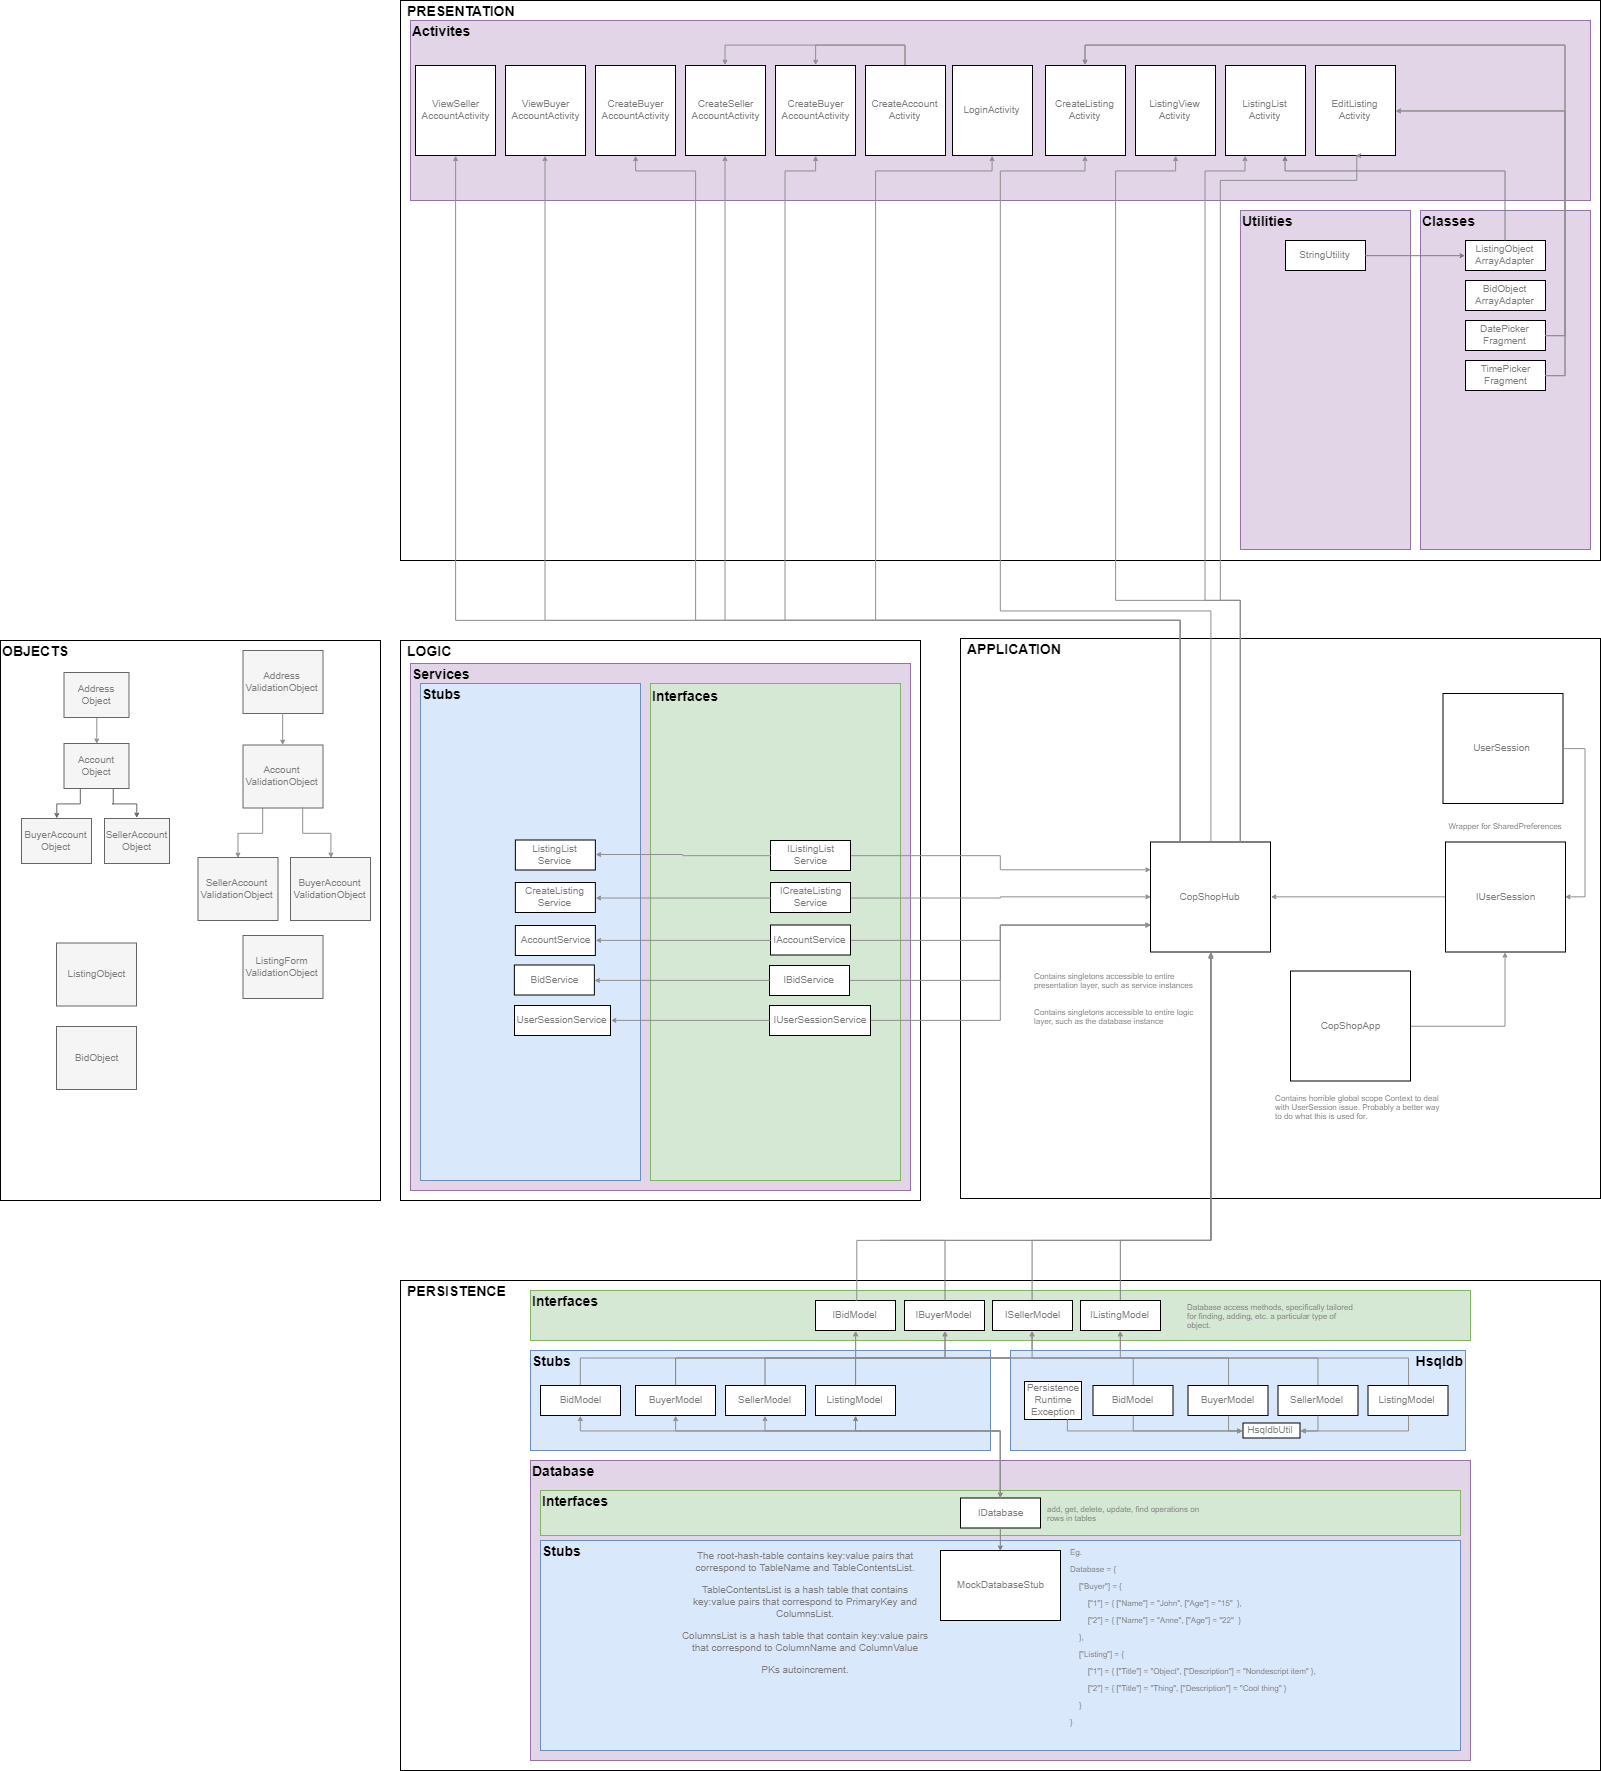 PRESENTATION
Activites
ViewSeller
AccountActivity
ViewBuyer
AccountActivity
CreateBuyer
AccountActivity
CreateSeller
AccountActivity
CreateBuyer
AccountActivity
CreateAccount
Activity
LoginActivity
CreateListing
Activity
ListingView
Activity
ListingList
Activity
EditListing
Activity
Utilities
StringUtility
Classes
ListingObject
ArrayAdapter
BidObject
ArrayAdapter
DatePicker
Fragment
TimePicker
Fragment
OBJECTS
Address
Object
Account
Object
BuyerAccount
Object
SellerAccount
Object
ListingObject
BidObject
Address
ValidationObject
Account
ValidationObject
SellerAccount
ValidationObject
BuyerAccount
ValidationObject
ListingForm
ValidationObject
LOGIC
Services
Stubs
ListingList
Service
CreateListing
Service
AccountService
BidService
UserSessionService
Interfaces
IListingList
Service
ICreateListing
Service
IAccountService
IBidService
IUserSessionService
APPLICATION
UserSession
Wrapper for SharedPreferences
CopShopHub
IUserSession
Contains singletons accessible to entire
presentation layer, such as service instances
Contains singletons accessible to entire logic
layer, such as the database instance
CopShopApp
Contains horrible global scope Context to deal
with UserSession issue. Probably a better way
to do what this is used for.
PERSISTENCE
Interfaces
IBidModel
IBuyerModel
ISellerModel
IListingModel
Database access methods, specifically tailored
for finding, adding, etc. a particular type of
object.
Stubs
BidModel
BuyerModel
SellerModel
ListingModel
Hsqldb
Persistence
Runtime
Exception
BidModel
BuyerModel
SellerModel
ListingModel
HsqldbUtil
Database
Interfaces
IDatabase
add, get, delete, update, find operations on
rows in tables
Stubs
The root-hash-table contains key:value pairs that
correspond to TableName and TableContentsList.
TableContentsList is a hash table that contains
key:value pairs that correspond to PrimaryKey and
ColumnsList.
ColumnsList is a hash table that contain key:value pairs
that correspond to ColumnName and ColumnValue
PKs autoincrement.
MockDatabaseStub
Eg.
Database = {
["Buyer"] = {
["1"] = { ["Name"] = "John", ["Age"] = "15" },
["2"] = { ["Name"] = "Anne", ["Age"] = "22" }
},
["Listing"] = {
["1"] = { ["Title"] = "Object", ["Description"] = "Nondescript item" },
["2"] = { ["Title"] = "Thing", ["Description"] = "Cool thing" }
}
}